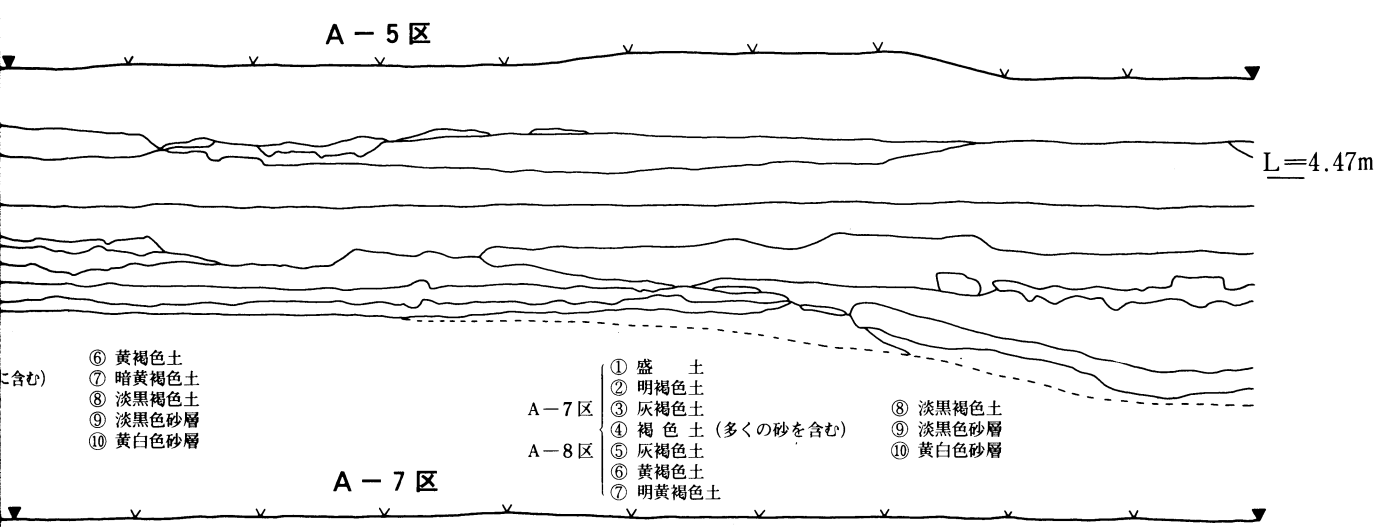 A－5区
L＝4.47m
に含む)
⑥ 黄褐色土
⑦ 暗黄褐色土
⑧ 淡黒褐色土
⑨ 淡黒色砂層
⑩ 黄白色砂層
A－7区
A－8区
① 盛　土
② 明褐色土
③ 灰褐色土
④ 褐色土 (多くの砂を含む)
⑤ 灰褐色土
⑥ 黄褐色土
⑦ 明黄褐色土
⑧ 淡黒褐色土
⑨ 淡黒色砂層
⑩ 黄白色砂層
A－7区